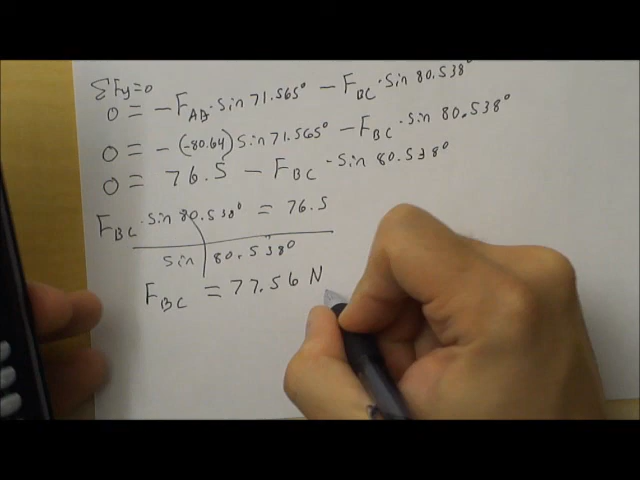 ΣFy=0
0 = -F_AB·Sin 71.565° - F_BC·Sin 80.538°
0 = -(-80.64) Sin 71.565° - F_BC·Sin 80.538°
0 = 76.5 - F_BC·Sin 80.538°
F_BC·Sin 80.538° = 76.5
Sin 80.538°
F_BC = 77.56 N